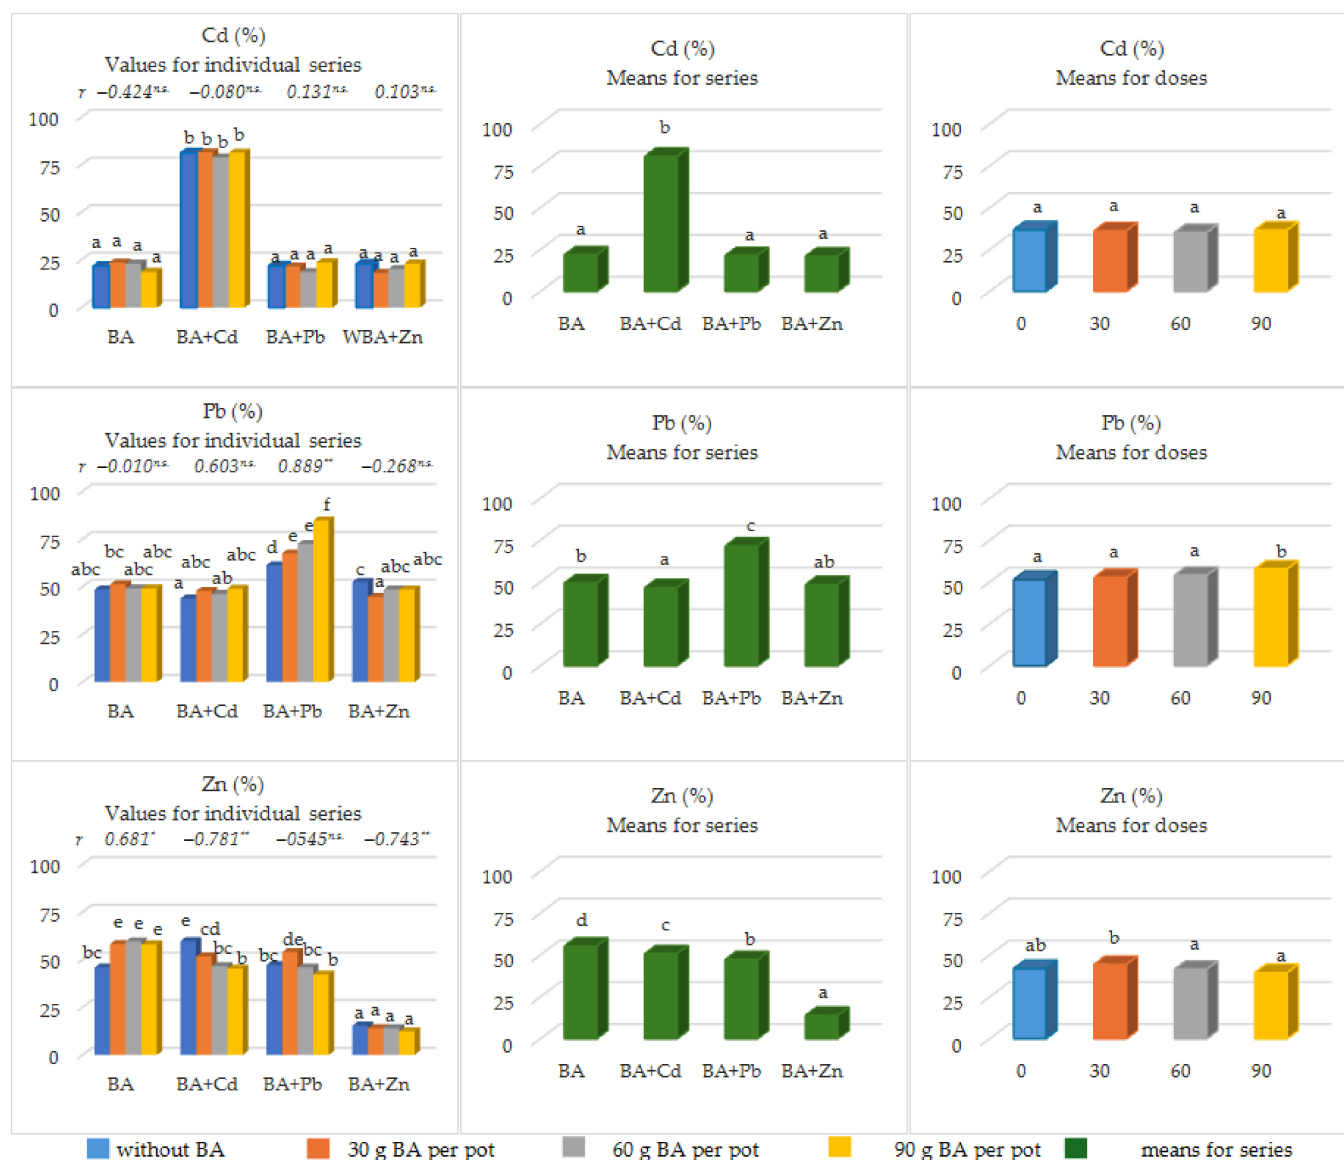 Cd (%)
Values for individual series
r −0.424n.s. −0.080n.s. 0.131n.s. 0.103n.s.
100
75
50
25
0
b b b b
a a a a
a a a a
a a a a
BA BA+Cd BA+Pb WBA+Zn
Cd (%)
Means for series
100
75
50
25
0
a b a a
BA BA+Cd BA+Pb BA+Zn
Cd (%)
Means for doses
100
75
50
25
0
a a a a
0 30 60 90
Pb (%)
Values for individual series
r −0.010n.s. 0.603n.s. 0.889** −0.268n.s.
100
75
50
25
0
abc bc abc abc
a abc ab abc
d e e f
c a abc abc
BA BA+Cd BA+Pb BA+Zn
Pb (%)
Means for series
100
75
50
25
0
b a c ab
BA BA+Cd BA+Pb BA+Zn
Pb (%)
Means for doses
100
75
50
25
0
a a a b
0 30 60 90
Zn (%)
Values for individual series
r 0.681* −0.781** −0545n.s. −0.743**
100
75
50
25
0
bc e e e
e cd bc b
bc de bc b
a a a a
BA BA+Cd BA+Pb BA+Zn
Zn (%)
Means for series
100
75
50
25
0
d c b a
BA BA+Cd BA+Pb BA+Zn
Zn (%)
Means for doses
100
75
50
25
0
ab b a a
0 30 60 90
without BA 30 g BA per pot 60 g BA per pot 90 g BA per pot means for series